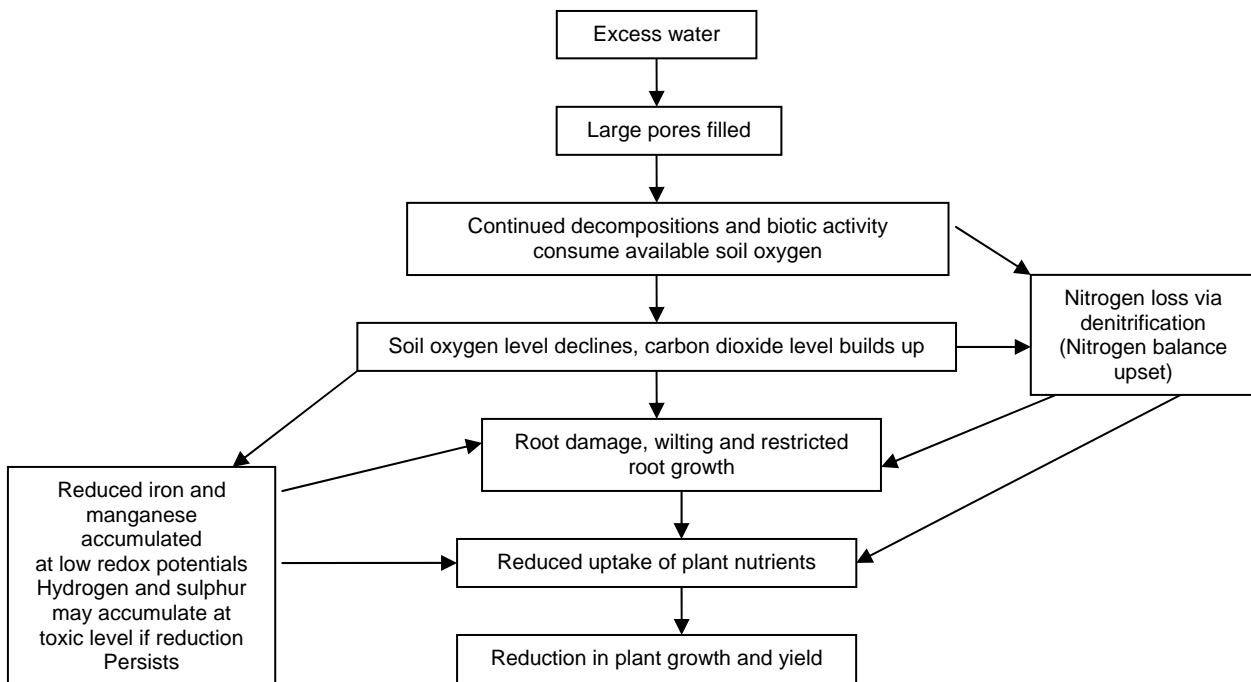 Excess water
Large pores filled
Continued decompositions and biotic activity
consume available soil oxygen
Nitrogen loss via
denitrification
(Nitrogen balance
upset)
Soil oxygen level declines, carbon dioxide level builds up
Root damage, wilting and restricted
root growth
Reduced iron and
manganese
accumulated
at low redox potentials
Hydrogen and sulphur
may accumulate at
toxic level if reduction
Persists
Reduced uptake of plant nutrients
Reduction in plant growth and yield